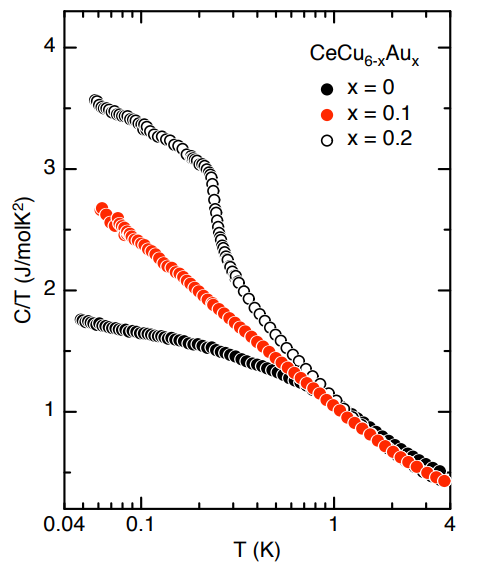 4
CeCu6-xAux
x = 0
x = 0.1
x = 0.2
3
C/T (J/molK2)
2
1
0.04 0.1 1 4
T (K)